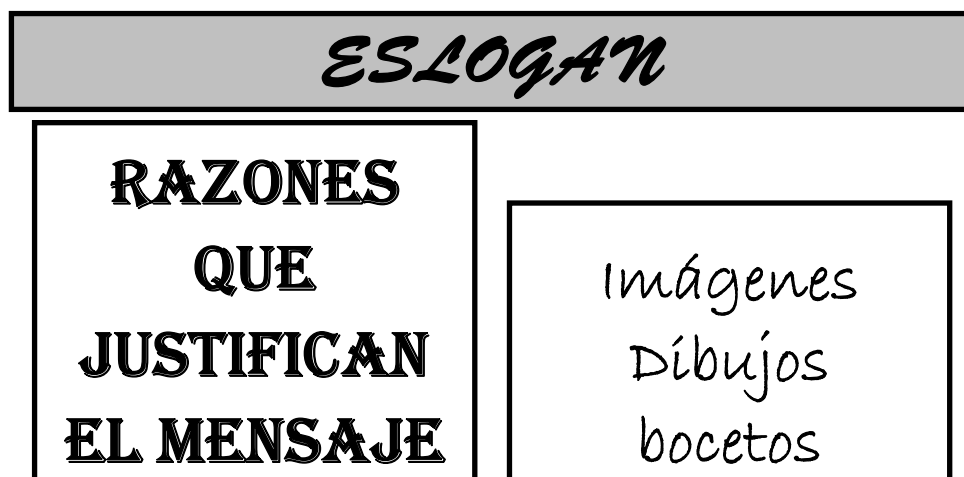 ESLOGAN
RAZONES
QUE
JUSTIFICAN
EL MENSAJE
Imágenes
Dibujos
bocetos